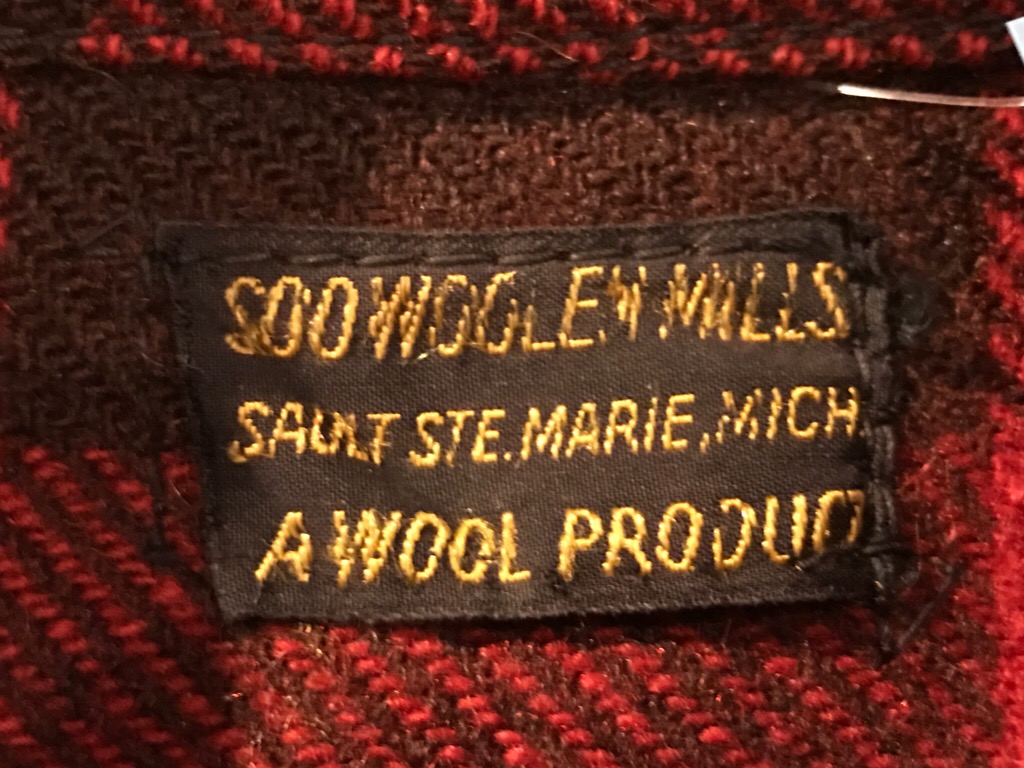 SOO WOOLEN MILLS
SAULT STE. MARIE, MICH.
A WOOL PRODUCT